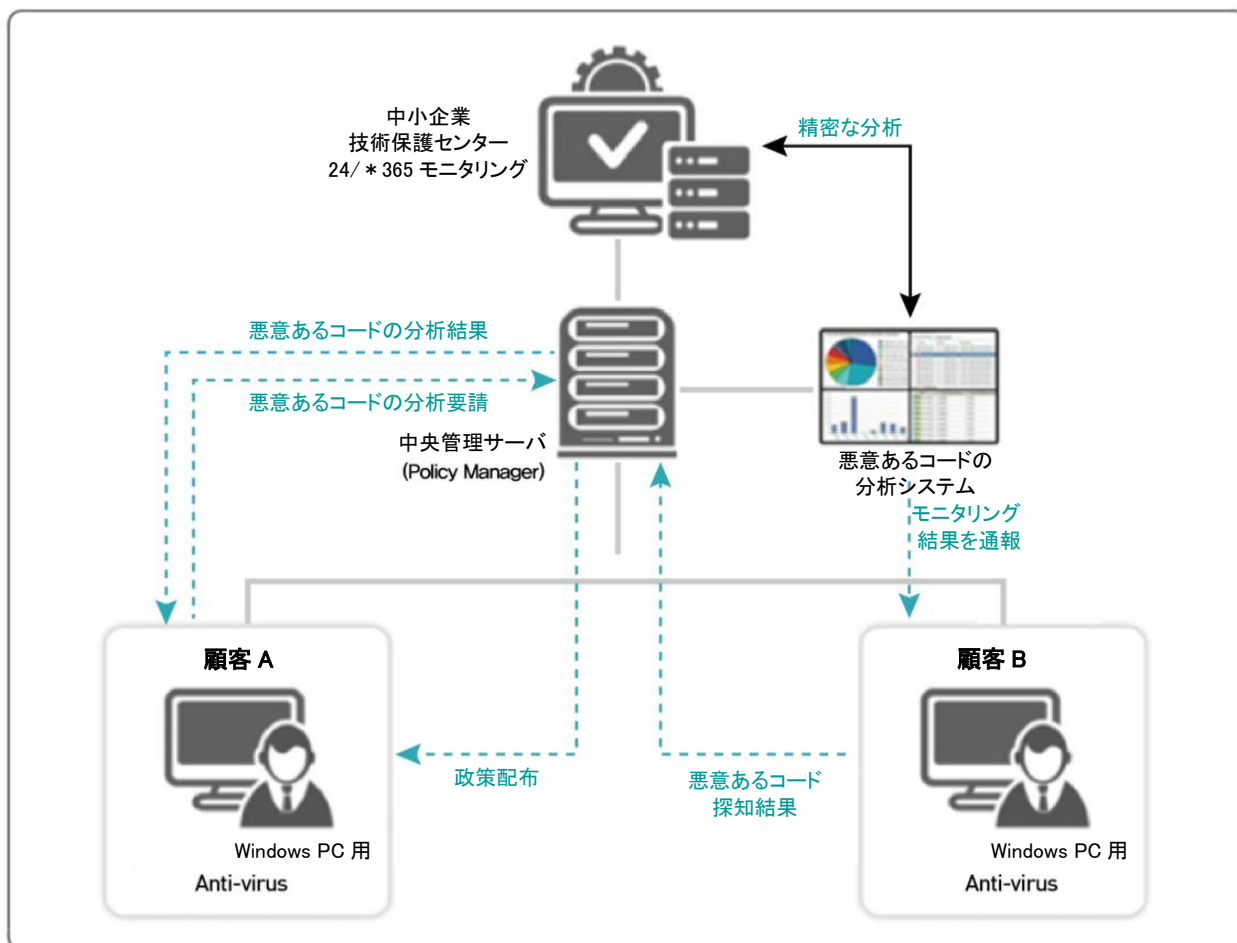 中小企業
技術保護センター
24/＊365 モニタリング
精密な分析
悪意あるコードの分析結果
悪意あるコードの分析要請
中央管理サーバ
(Policy Manager)
悪意あるコードの
分析システム
モニタリング
結果を通報
顧客 A
Windows PC 用
Anti-virus
政策配布
悪意あるコード
探知結果
顧客 B
Windows PC 用
Anti-virus